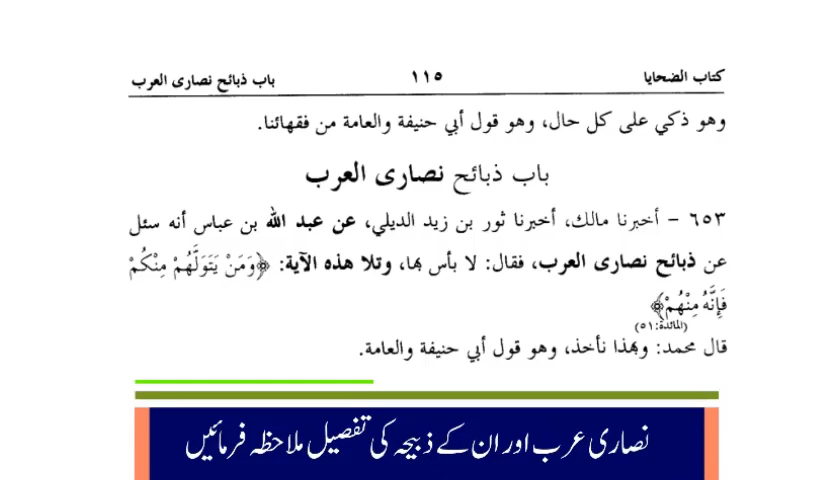 كتاب الضحايا ١١٥ باب ذبائح نصارى العرب
وهو ذكي على كل حال، وهو قول أبي حنيفة والعامة من فقهائنا.
باب ذبائح نصارى العرب
٦٥٣ - أخبرنا مالك، أخبرنا ثور بن زيد الديلي، عن عبد الله بن عباس أنه سئل
عن ذبائح نصارى العرب، فقال: لا بأس بها، وتلا هذه الآية: ﴿وَمَنْ يَتَوَلَّهُمْ مِنْكُمْ
فَإِنَّهُ مِنْهُمْ﴾
(المائدة:٥١)
قال محمد: وبهذا نأخذ، وهو قول أبي حنيفة والعامة.
نصاری عرب اور ان کے ذبیحہ کی تفصیل ملاحظہ فرمائیں